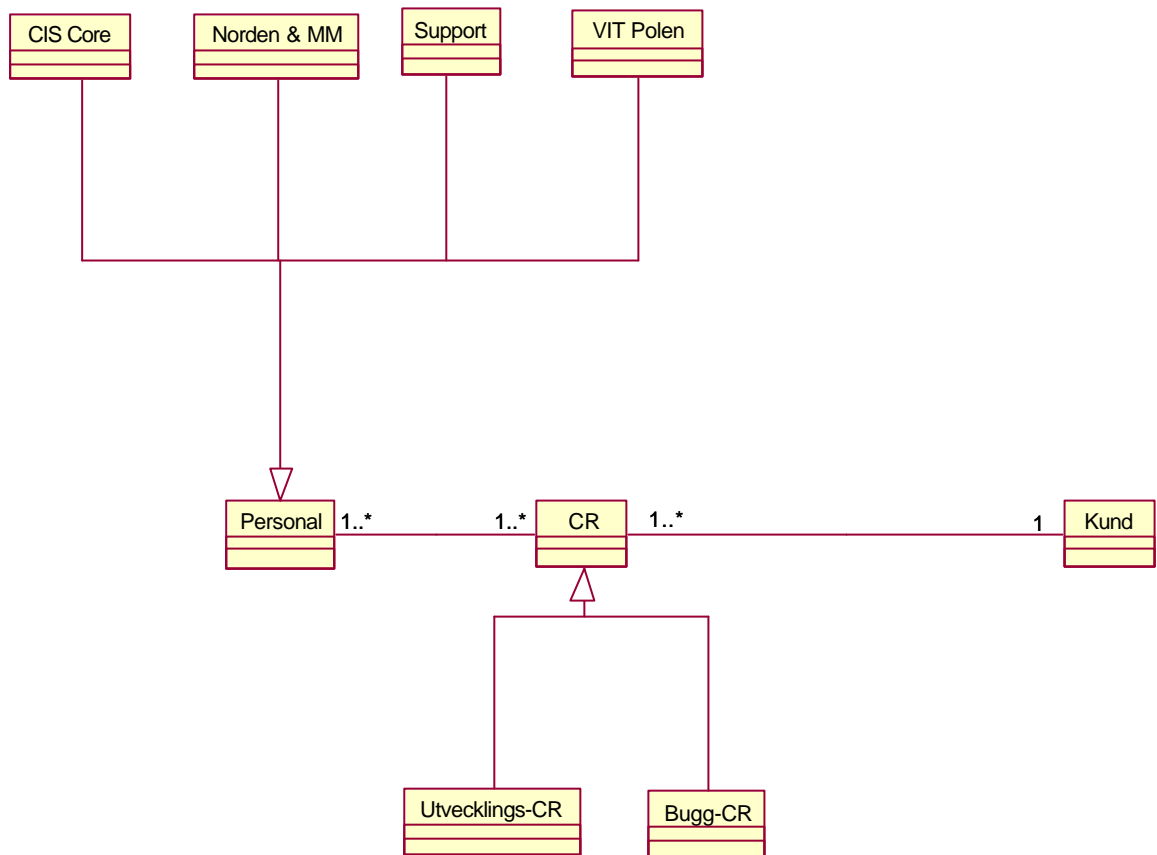 CIS Core
Norden & MM
Support
VIT Polen
Personal
1..*
1..*
CR
1..*
1
Kund
Utvecklings-CR
Bugg-CR